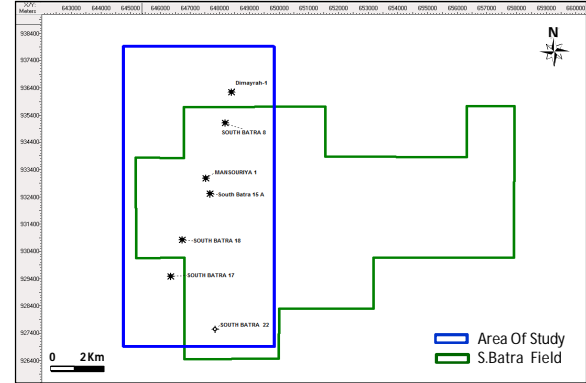 X/Y:
Meters 643000 644000 645000 646000 647000 648000 649000 650000 651000 652000 653000 654000 655000 656000 657000 658000 659000 660000
938400
937400
936400
935400
934400
933400
932400
931400
930400
929400
928400
927400
926400
N
Dimayrah-1
SOUTH BATRA 8
MANSOURIYA 1
South Batra 15 A
SOUTH BATRA 18
SOUTH BATRA 17
SOUTH BATRA 22
0 2Km
Area Of Study
S.Batra Field